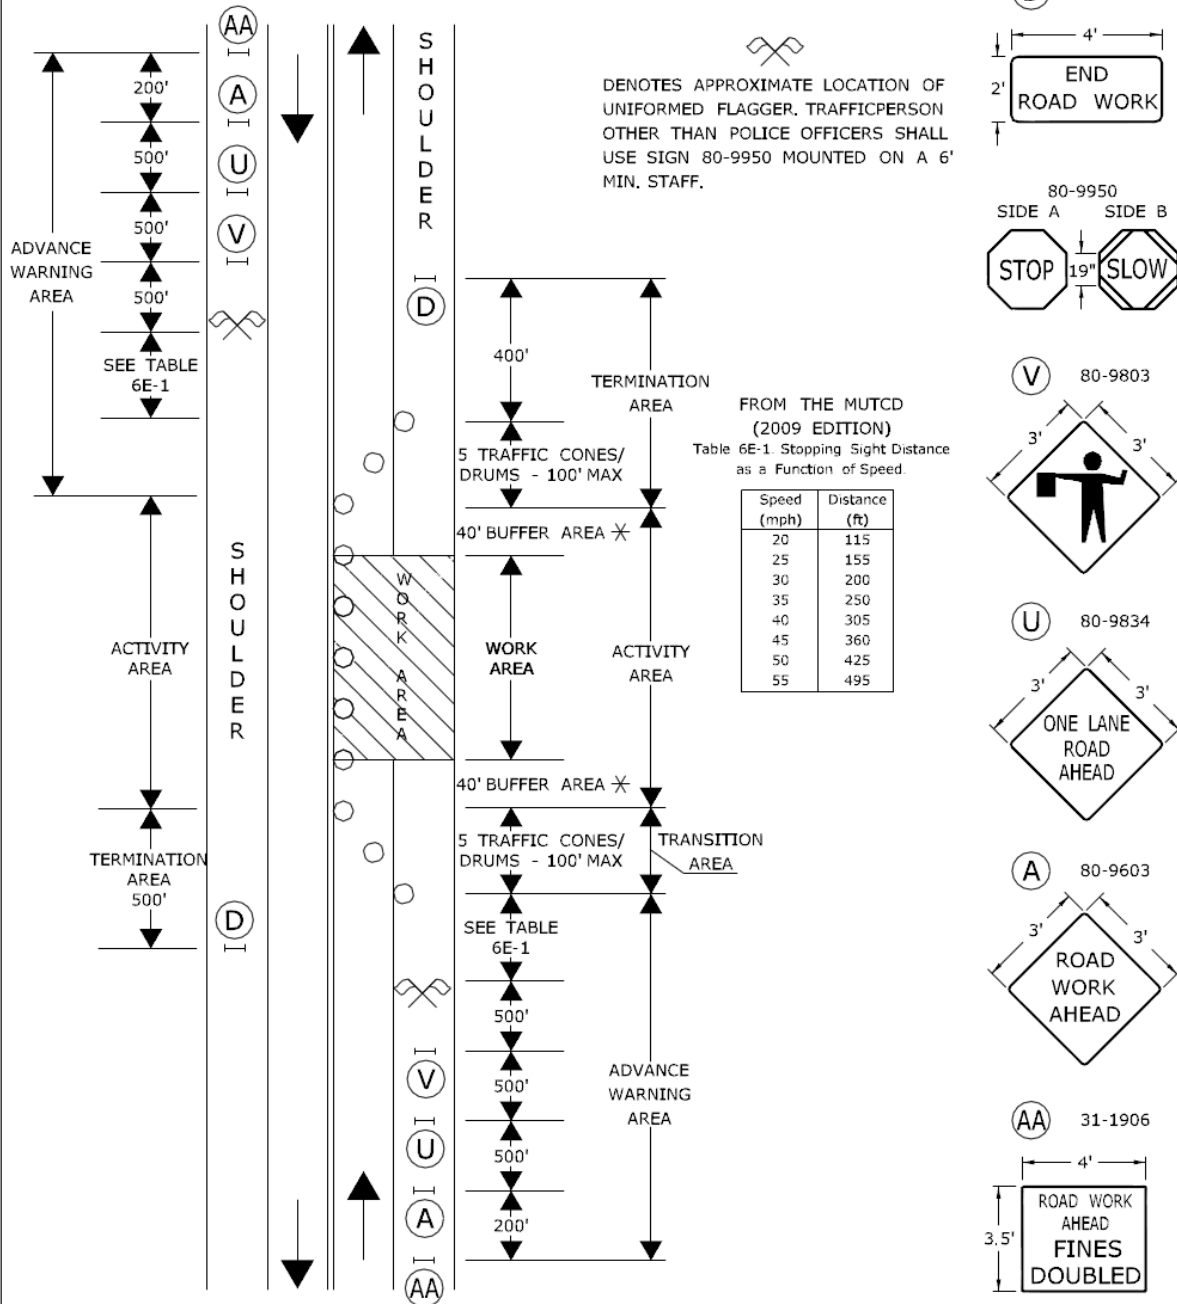 AA
200'
A
500'
U
500'
V
500'
ADVANCE
WARNING
AREA
SEE TABLE
6E-1
SHOULDER
ACTIVITY
AREA
TERMINATION
AREA
500'
D
SHOULDER
D
400'
TERMINATION
AREA
5 TRAFFIC CONES/
DRUMS - 100' MAX
40' BUFFER AREA *
WORK AREA
WORK
AREA
ACTIVITY
AREA
40' BUFFER AREA *
5 TRAFFIC CONES/
DRUMS - 100' MAX
TRANSITION
AREA
SEE TABLE
6E-1
500'
V
500'
U
500'
A
200'
AA
ADVANCE
WARNING
AREA
DENOTES APPROXIMATE LOCATION OF
UNIFORMED FLAGGER. TRAFFICPERSON
OTHER THAN POLICE OFFICERS SHALL
USE SIGN 80-9950 MOUNTED ON A 6'
MIN. STAFF.
FROM THE MUTCD
(2009 EDITION)
Table 6E-1. Stopping Sight Distance
as a Function of Speed.
Speed Distance
(mph) (ft)
20 115
25 155
30 200
35 250
40 305
45 360
50 425
55 495
4'
2'
END
ROAD WORK
80-9950
SIDE A SIDE B
STOP 19" SLOW
V 80-9803
3' 3'
U 80-9834
3' 3'
ONE LANE
ROAD
AHEAD
A 80-9603
3' 3'
ROAD
WORK
AHEAD
AA 31-1906
4'
3.5'
ROAD WORK
AHEAD
FINES
DOUBLED